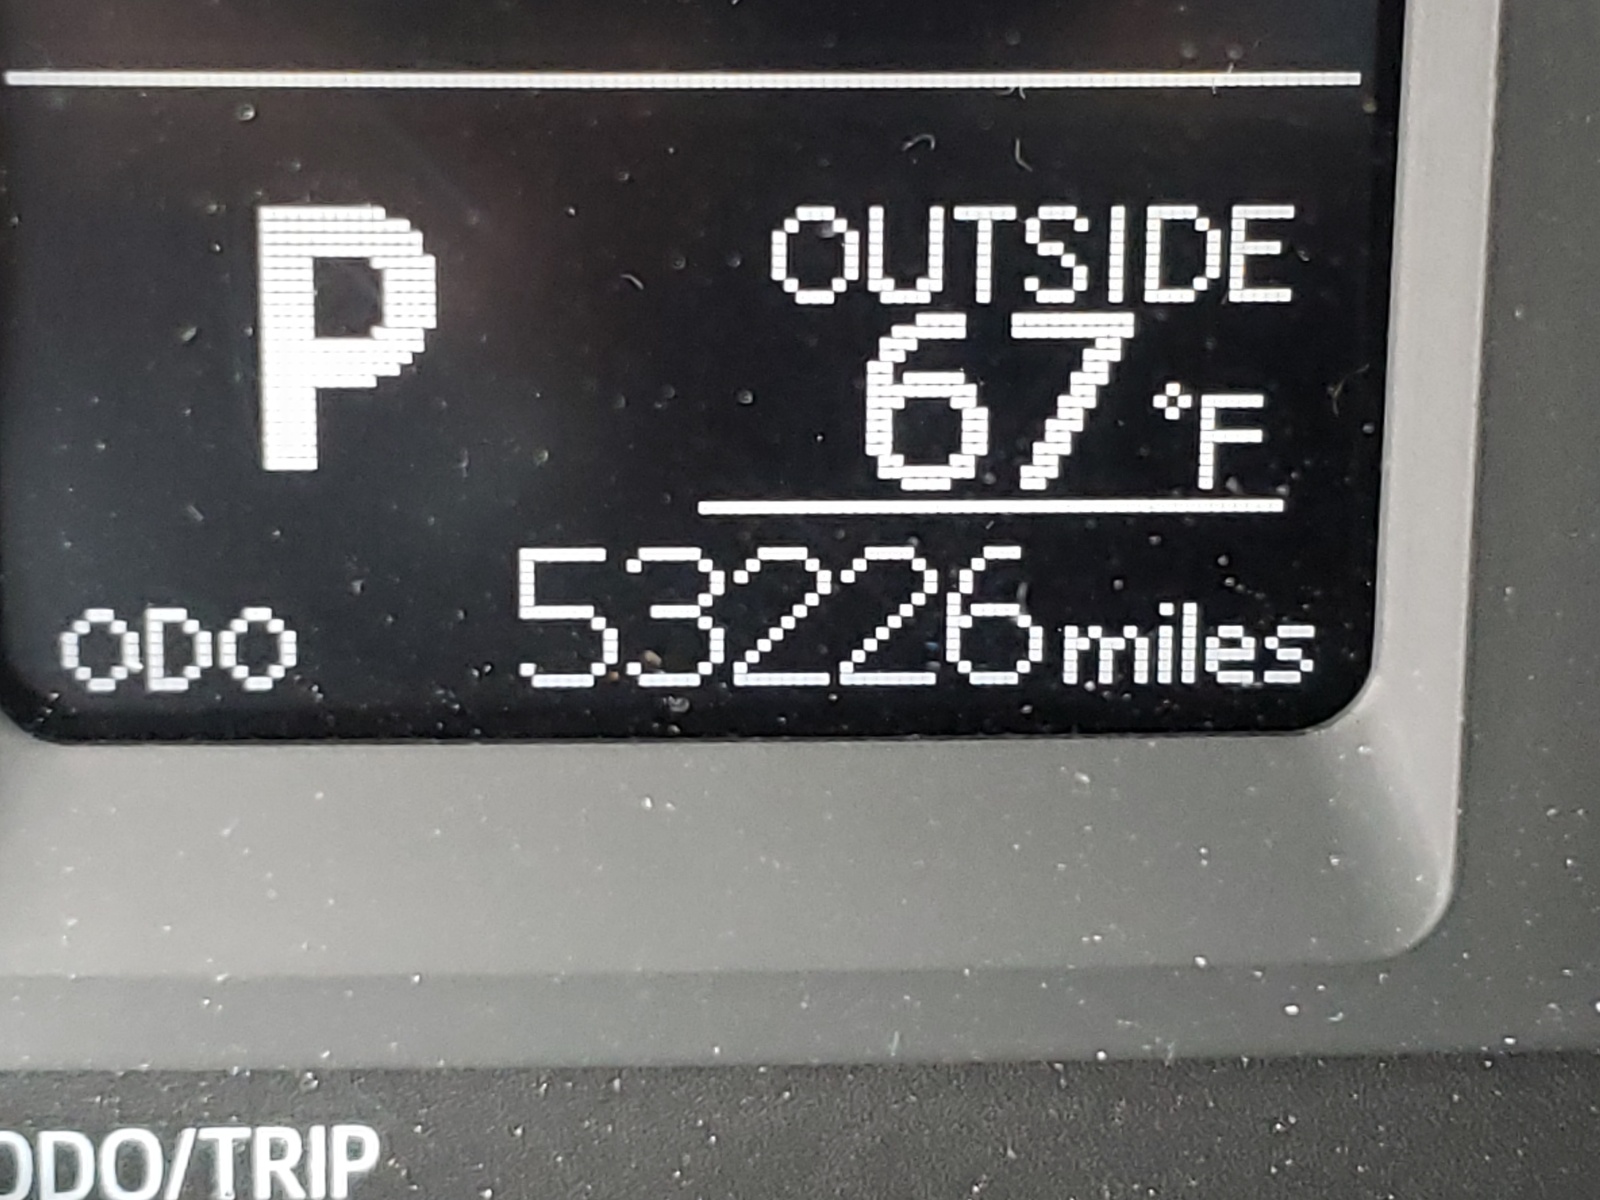 P
OUTSIDE
67 °F
ODO 53226 miles
ODO/TRIP